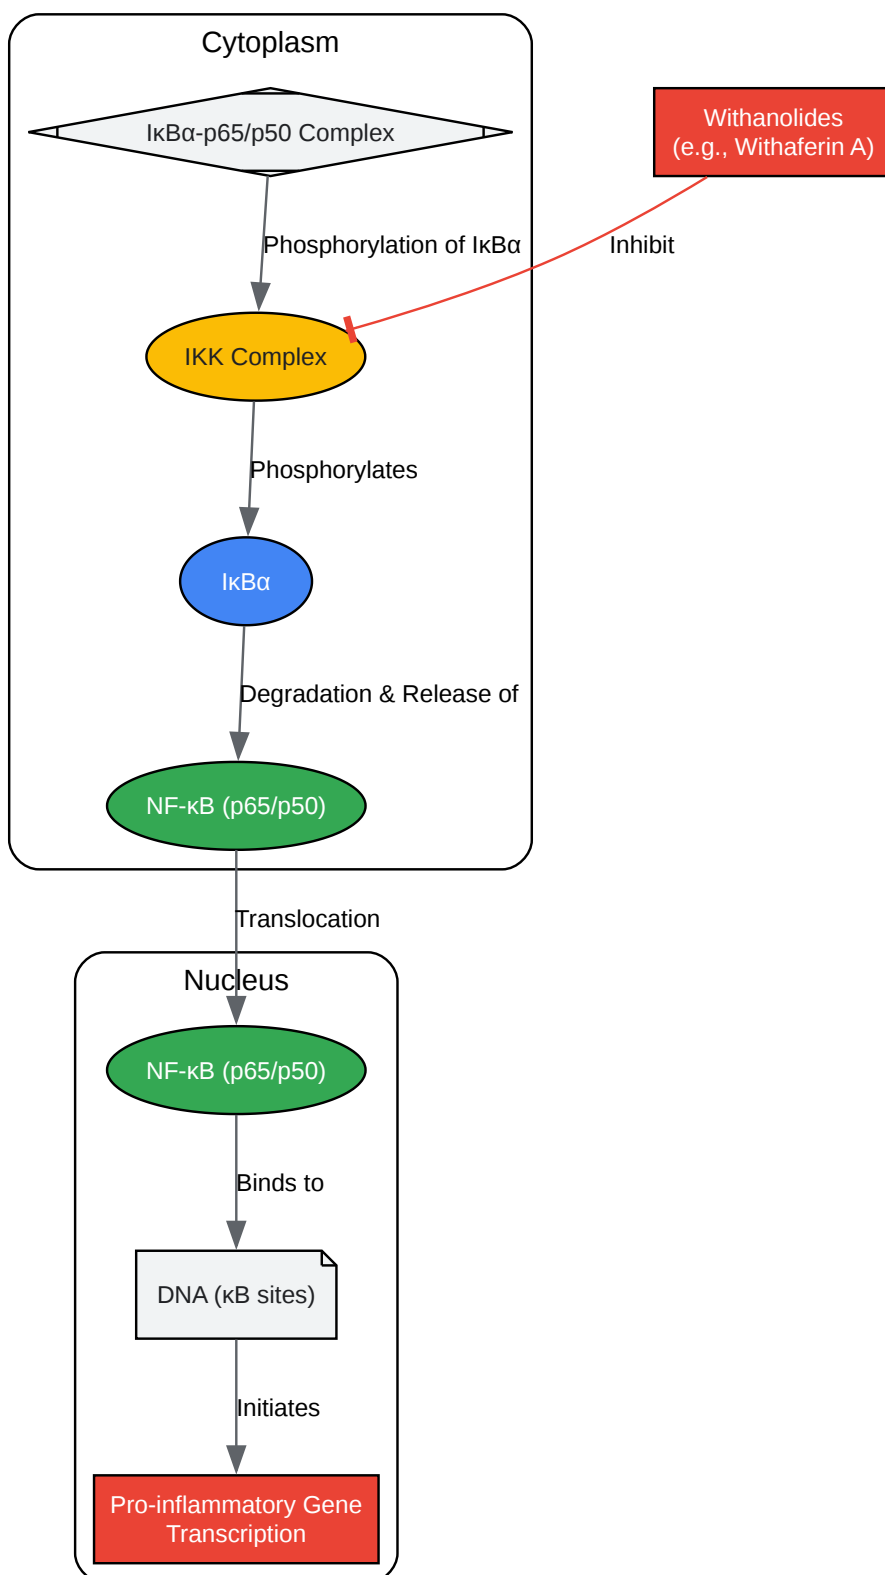 Cytoplasm
IκBα-p65/p50 Complex
Withanolides
(e.g., Withaferin A)
Phosphorylation of IκBα
Inhibit
IKK Complex
Phosphorylates
IκBα
Degradation & Release of
NF-κB (p65/p50)
Translocation
Nucleus
NF-κB (p65/p50)
Binds to
DNA (κB sites)
Initiates
Pro-inflammatory Gene
Transcription